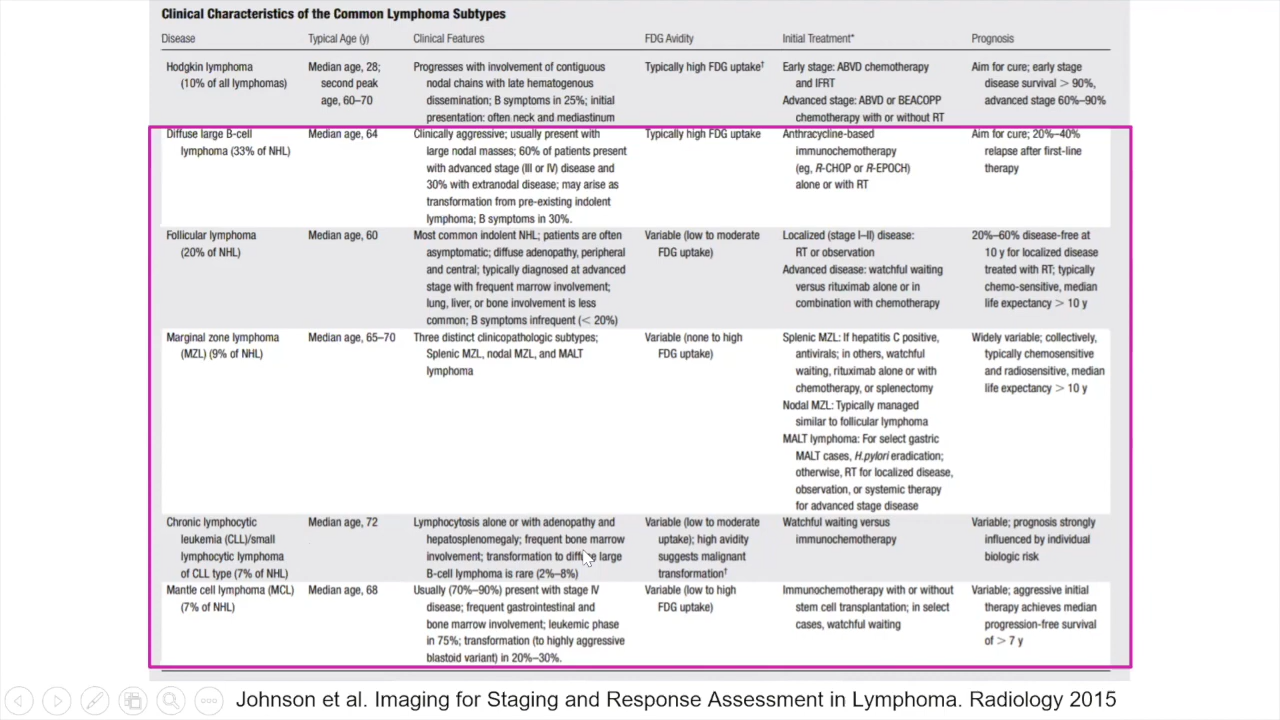 Clinical Characteristics of the Common Lymphoma Subtypes
Disease Typical Age (y) Clinical Features FDG Avidity Initial Treatment* Prognosis
Hodgkin lymphoma
(10% of all lymphomas)
Median age, 28;
second peak
age, 60–70
Progresses with involvement of contiguous
nodal chains with late hematogenous
dissemination; B symptoms in 25%; initial
presentation: often neck and mediastinum
Typically high FDG uptake†
Early stage: ABVD chemotherapy
and IFRT
Advanced stage: ABVD or BEACOPP
chemotherapy with or without RT
Aim for cure; early stage
disease survival > 90%,
advanced stage 60%–90%
Diffuse large B-cell
lymphoma (33% of NHL)
Median age, 64
Clinically aggressive; usually present with
large nodal masses; 60% of patients present
with advanced stage (III or IV) disease and
30% with extranodal disease; may arise as
transformation from pre-existing indolent
lymphoma; B symptoms in 30%.
Typically high FDG uptake
Anthracycline-based
immunochemotherapy
(eg, R-CHOP or R-EPOCH)
alone or with RT
Aim for cure; 20%–40%
relapse after first-line
therapy
Follicular lymphoma
(20% of NHL)
Median age, 60
Most common indolent NHL; patients are often
asymptomatic; diffuse adenopathy, peripheral
and central; typically diagnosed at advanced
stage with frequent marrow involvement;
lung, liver, or bone involvement is less
common; B symptoms infrequent (< 20%)
Variable (low to moderate
FDG uptake)
Localized (stage I–II) disease:
RT or observation
Advanced disease: watchful waiting
versus rituximab alone or in
combination with chemotherapy
20%–60% disease-free at
10 y for localized disease
treated with RT; typically
chemo-sensitive, median
life expectancy > 10 y
Marginal zone lymphoma
(MZL) (9% of NHL)
Median age, 65–70
Three distinct clinicopathologic subtypes;
Splenic MZL, nodal MZL, and MALT
lymphoma
Variable (none to high
FDG uptake)
Splenic MZL: If hepatitis C positive,
antivirals; in others, watchful
waiting, rituximab alone or with
chemotherapy, or splenectomy
Nodal MZL: Typically managed
similar to follicular lymphoma
MALT lymphoma: For select gastric
MALT cases, H.pylori eradication;
otherwise, RT for localized disease,
observation, or systemic therapy
for advanced stage disease
Widely variable; collectively,
typically chemosensitive
and radiosensitive, median
life expectancy > 10 y
Chronic lymphocytic
leukemia (CLL)/small
lymphocytic lymphoma
of CLL type (7% of NHL)
Median age, 72
Lymphocytosis alone or with adenopathy and
hepatosplenomegaly; frequent bone marrow
involvement; transformation to diffuse large
B-cell lymphoma is rare (2%–8%)
Variable (low to moderate
uptake); high avidity
suggests malignant
transformation†
Watchful waiting versus
immunochemotherapy
Variable; prognosis strongly
influenced by individual
biologic risk
Mantle cell lymphoma (MCL)
(7% of NHL)
Median age, 68
Usually (70%–90%) present with stage IV
disease; frequent gastrointestinal and
bone marrow involvement; leukemic phase
in 75%; transformation (to highly aggressive
blastoid variant) in 20%–30%.
Variable (low to high
FDG uptake)
Immunochemotherapy with or without
stem cell transplantation; in select
cases, watchful waiting
Variable; aggressive initial
therapy achieves median
progression-free survival
of > 7 y
Johnson et al. Imaging for Staging and Response Assessment in Lymphoma. Radiology 2015